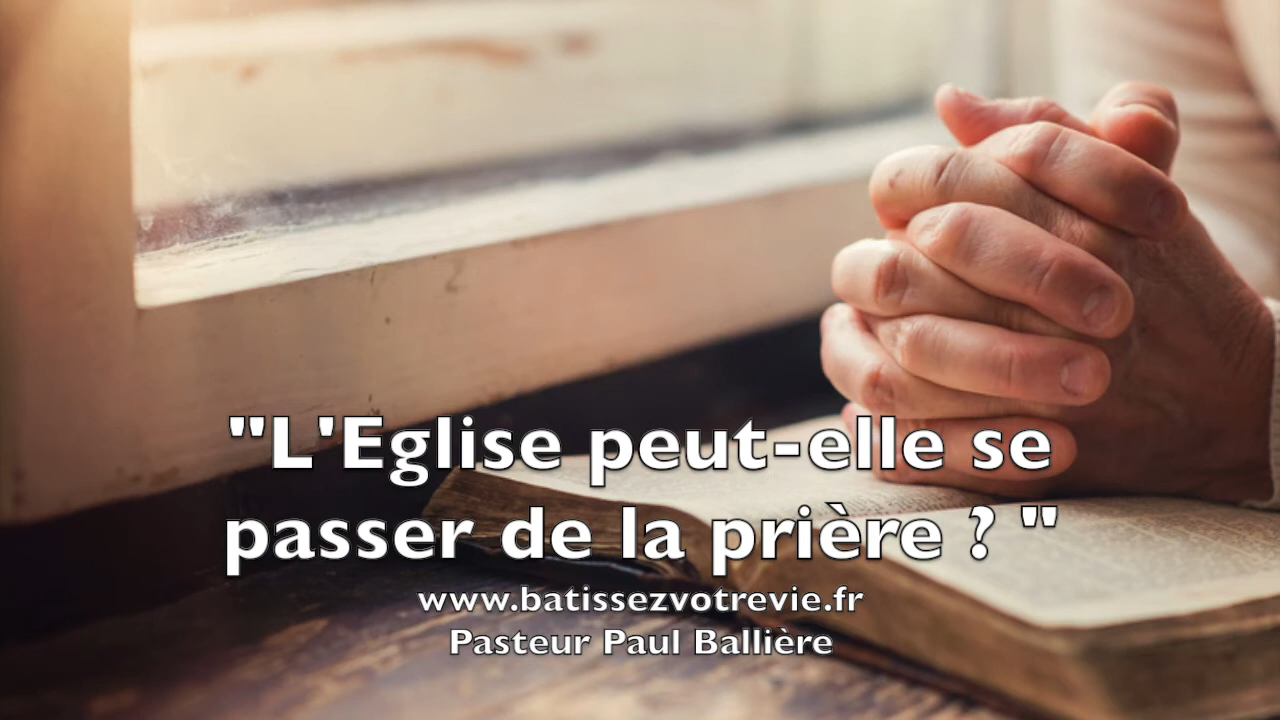 "L'Eglise peut-elle se
passer de la prière ? "
www.batissezvotrevie.fr
Pasteur Paul Ballière